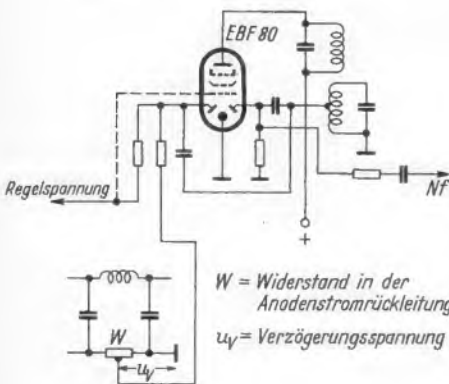 EBF 80
Regelspannung
Nf
+
W
u_V
W = Widerstand in der
Anodenstromrückleitung
u_V = Verzögerungsspannung